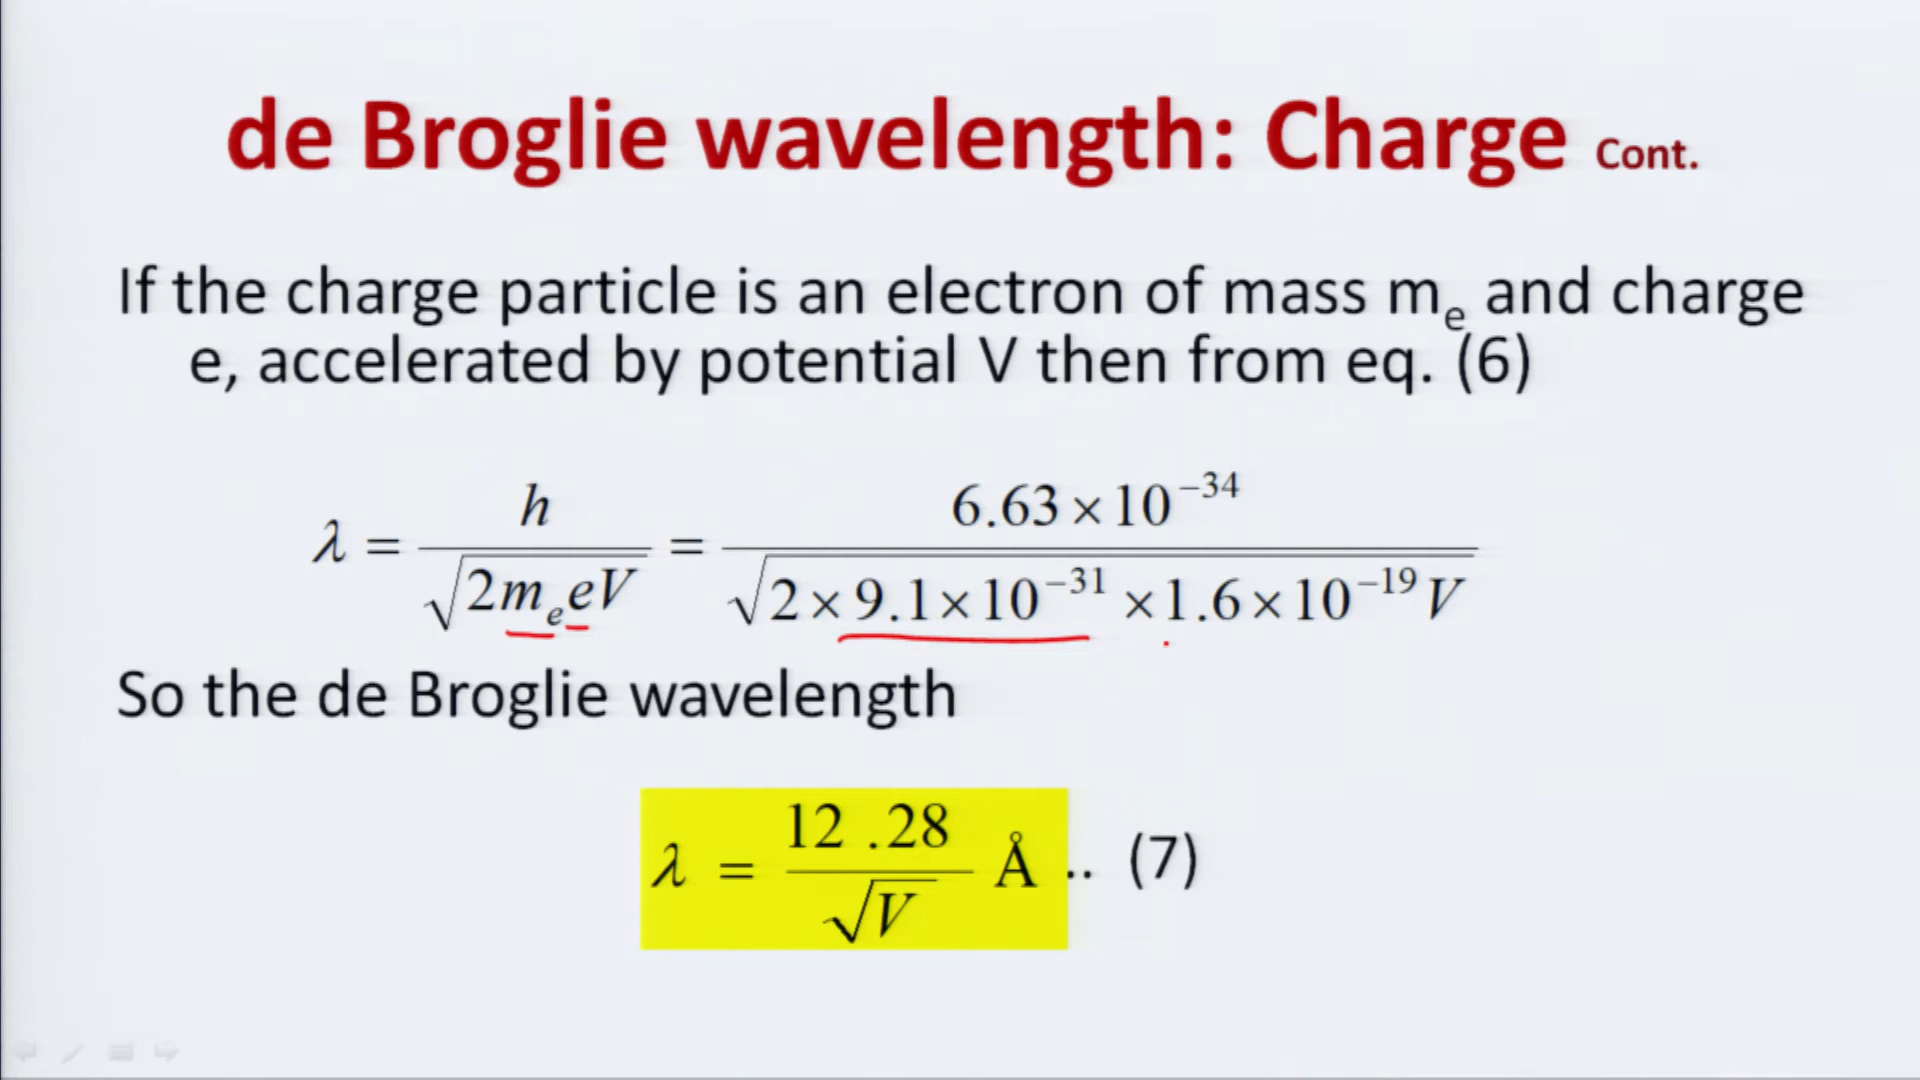 de Broglie wavelength: Charge Cont.
If the charge particle is an electron of mass mₑ and charge
e, accelerated by potential V then from eq. (6)
λ = h / √(2mₑeV) = 6.63×10⁻³⁴ / √(2×9.1×10⁻³¹×1.6×10⁻¹⁹V)
So the de Broglie wavelength
λ = 12 .28 / √V Å .. (7)